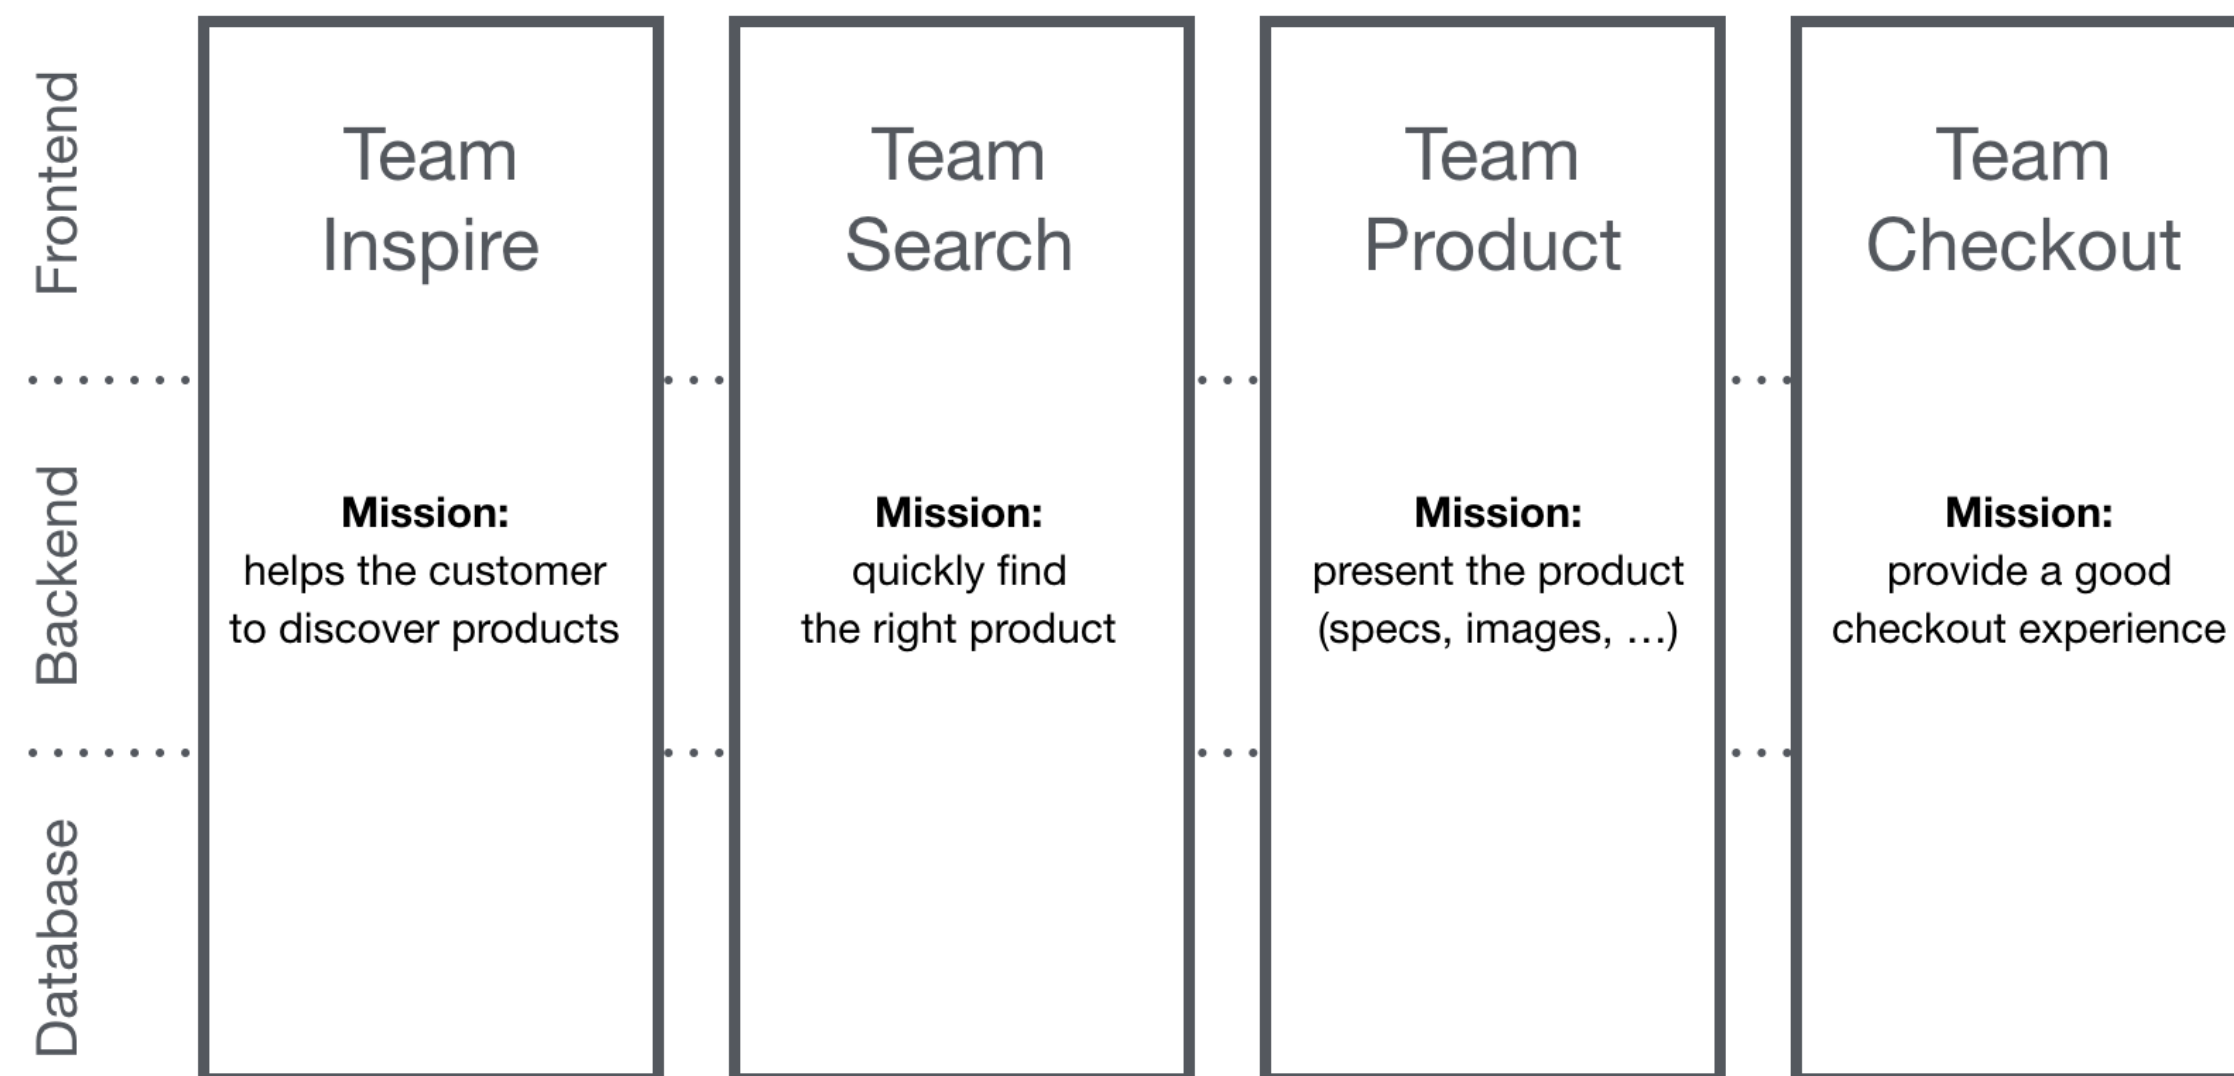 Frontend
Backend
Database
Team
Inspire
Mission:
helps the customer
to discover products
Team
Search
Mission:
quickly find
the right product
Team
Product
Mission:
present the product
(specs, images, …)
Team
Checkout
Mission:
provide a good
checkout experience